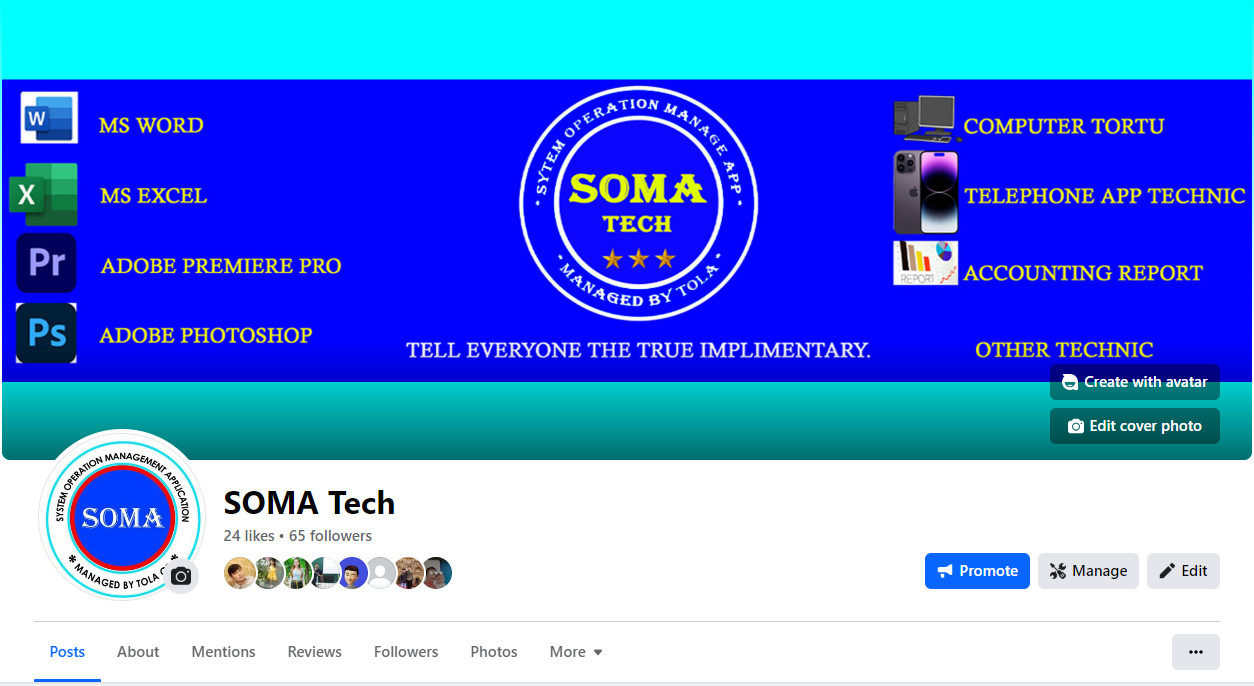 W
MS WORD
X
MS EXCEL
Pr
ADOBE PREMIERE PRO
Ps
ADOBE PHOTOSHOP
SYTEM OPERATION MANAGE APP
SOMA
TECH
MANAGED BY TOLA
TELL EVERYONE THE TRUE IMPLIMENTARY.
COMPUTER TORTU
TELEPHONE APP TECHNIC
REPORT
ACCOUNTING REPORT
OTHER TECHNIC
Create with avatar
Edit cover photo
SYSTEM OPERATION MANAGEMENT APPLICATION
SOMA
MANAGED BY TOLA
SOMA Tech
24 likes • 65 followers
Promote
Manage
Edit
Posts
About
Mentions
Reviews
Followers
Photos
More